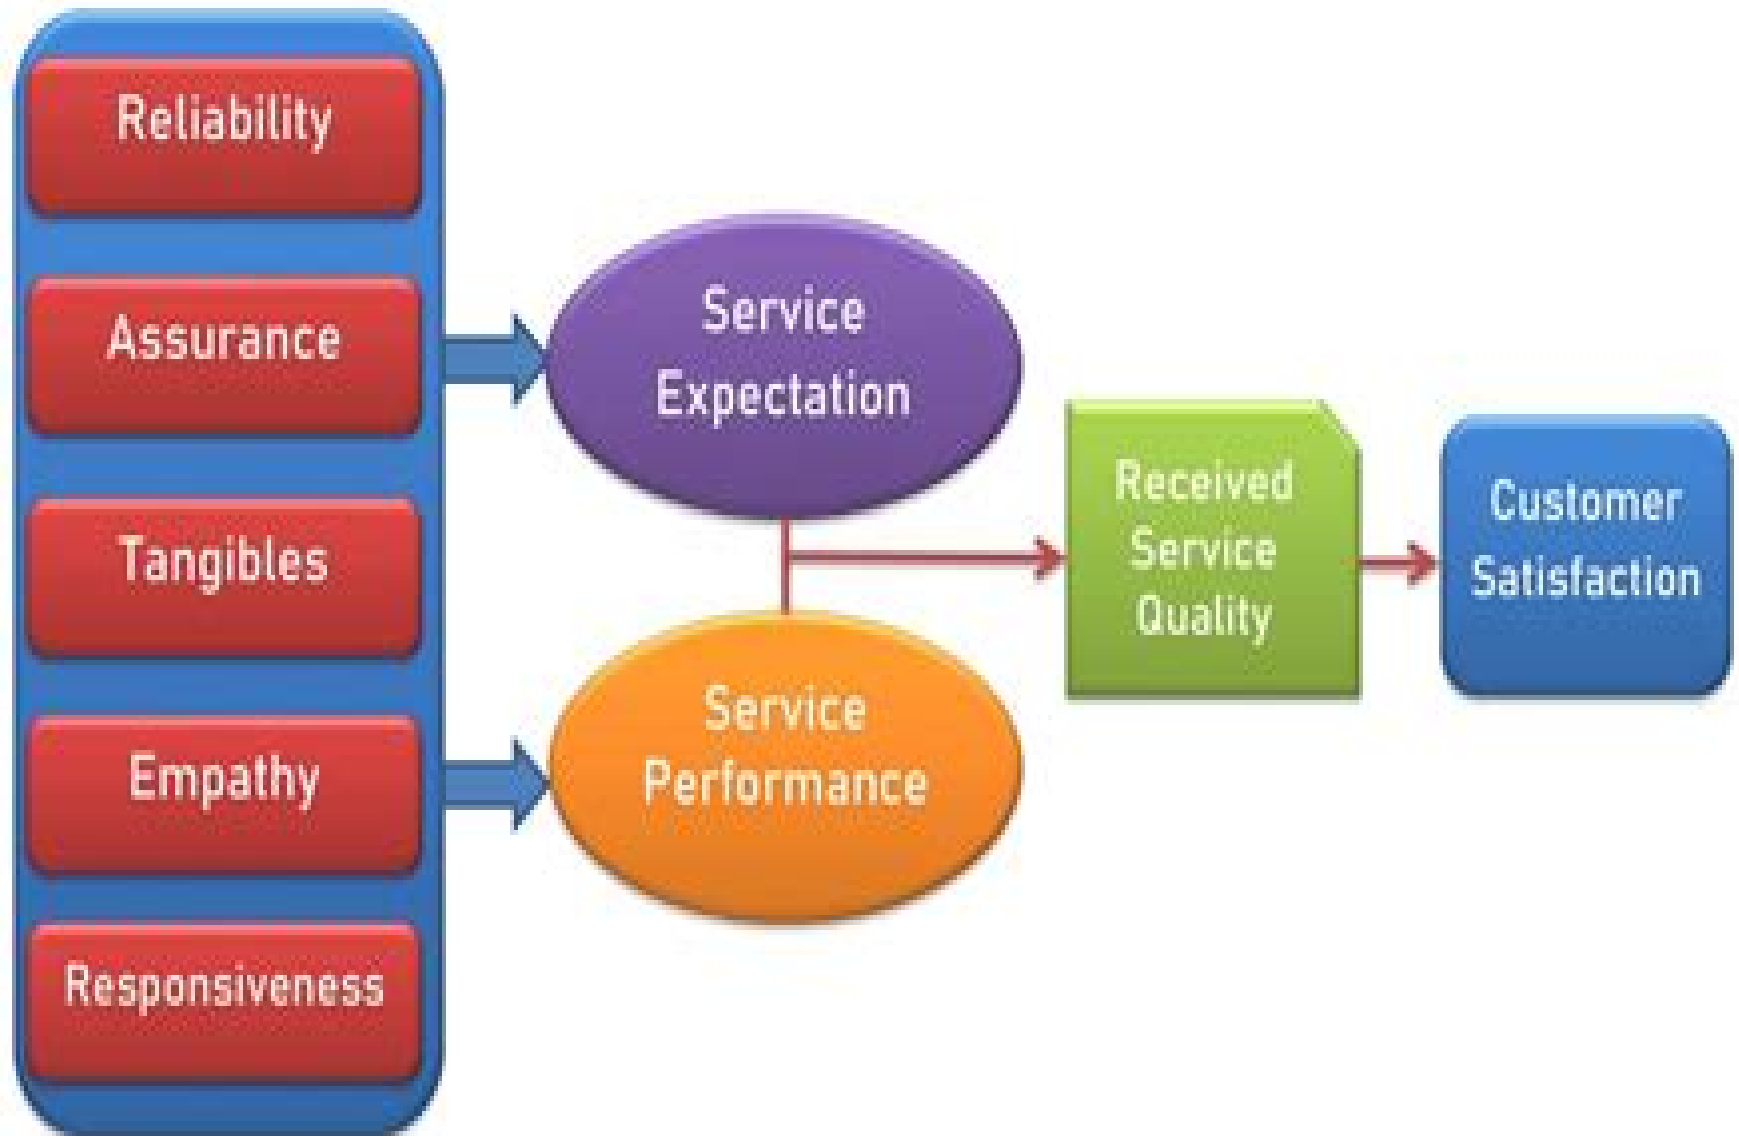 Reliability
Assurance
Tangibles
Empathy
Responsiveness
Service
Expectation
Service
Performance
Received
Service
Quality
Customer
Satisfaction